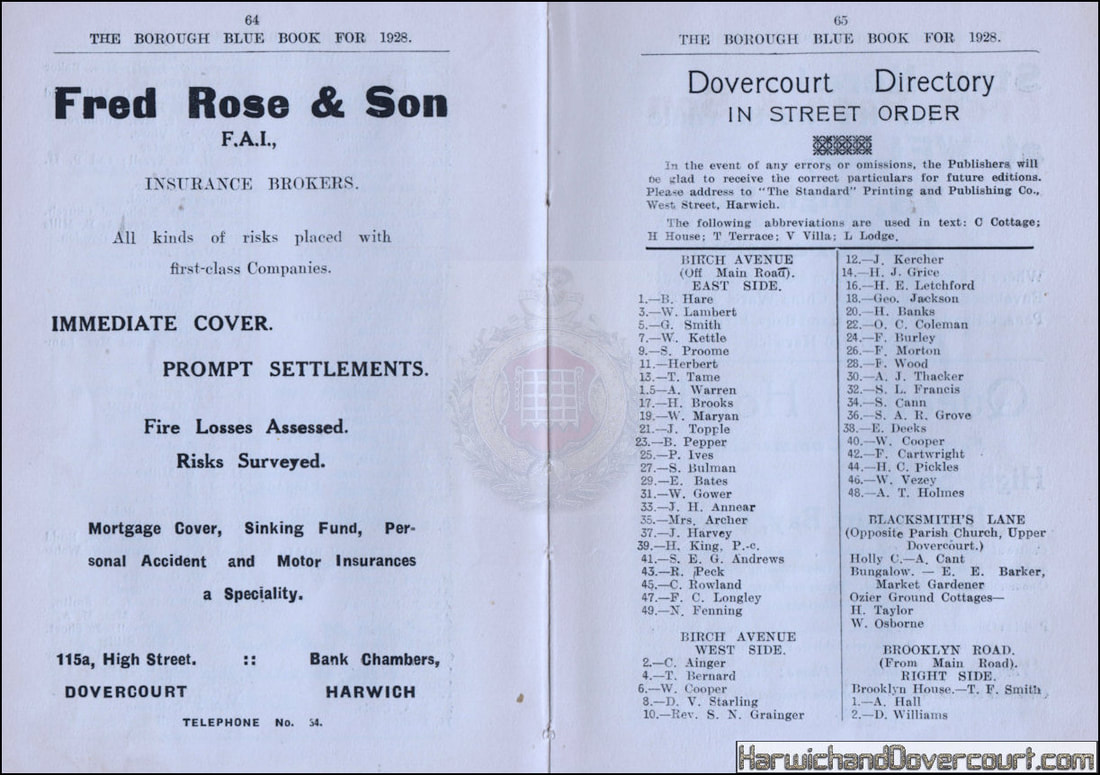 64
THE BOROUGH BLUE BOOK FOR 1928.
Fred Rose & Son
F.A.I.,
INSURANCE BROKERS.
All kinds of risks placed with
first-class Companies.
IMMEDIATE COVER.
PROMPT SETTLEMENTS.
Fire Losses Assessed.
Risks Surveyed.
Mortgage Cover, Sinking Fund, Per-
sonal Accident and Motor Insurances
a Speciality.
115a, High Street. :: Bank Chambers,
DOVERCOURT HARWICH
TELEPHONE No. 54.
65
THE BOROUGH BLUE BOOK FOR 1928.
Dovercourt Directory
IN STREET ORDER
In the event of any errors or omissions, the Publishers will
be glad to receive the correct particulars for future editions.
Please address to "The Standard" Printing and Publishing Co.,
West Street, Harwich.
The following abbreviations are used in text: C Cottage;
H House; T Terrace; V Villa; L Lodge.
BIRCH AVENUE
(Off Main Road).
EAST SIDE.
1.—B. Hare
3.—W. Lambert
5.—G. Smith
7.—W. Kettle
9.—S. Proome
11.—Herbert
13.—T. Tame
1.5—A. Warren
17.—H. Brooks
19.—W. Maryan
21.—J. Topple
23.—B. Pepper
25.—P. Ives
27.—S. Bulman
29.—E. Bates
31.—W. Gower
33.—J. H. Annear
35.—Mrs. Archer
37.—J. Harvey
39.—H. King, P.-c.
41.—S. E. G. Andrews
43.—R. Peck
45.—C. Rowland
47.—F. C. Longley
49.—N. Fenning
BIRCH AVENUE
WEST SIDE.
2.—C. Ainger
4.—T. Bernard
6.—W. Cooper
8.—D. V. Starling
10.—Rev. S. N. Grainger
12.—J. Kercher
14.—H. J. Grice
16.—H. E. Letchford
18.—Geo. Jackson
20.—H. Banks
22.—O. C. Coleman
24.—F. Burley
26.—F. Morton
28.—F. Wood
30.—A. J. Thacker
32.—S. L. Francis
34.—S. Cann
36.—S. A. R. Grove
38.—E. Deeks
40.—W. Cooper
42.—F. Cartwright
44.—H. C. Pickles
46.—W. Vezey
48.—A. T. Holmes
BLACKSMITH'S LANE
(Opposite Parish Church, Upper
Dovercourt.)
Holly C.—A. Cant
Bungalow. — E. E. Barker,
Market Gardener
Ozier Ground Cottages—
H. Taylor
W. Osborne
BROOKLYN ROAD.
(From Main Road).
RIGHT SIDE.
Brooklyn House.—T. F. Smith
1.—A. Hall
2.—D. Williams
HarwichandDovercourt.com